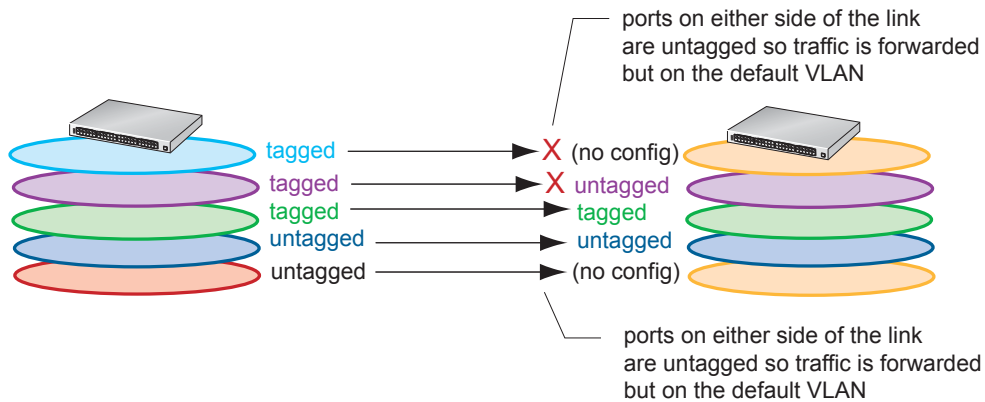 ports on either side of the link
are untagged so traffic is forwarded
but on the default VLAN
tagged X (no config)
tagged X untagged
tagged tagged
untagged untagged
untagged (no config)
ports on either side of the link
are untagged so traffic is forwarded
but on the default VLAN